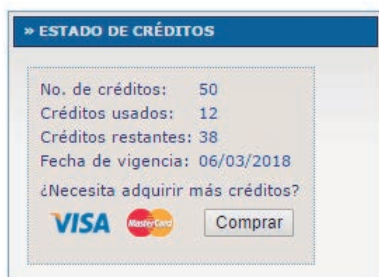 » ESTADO DE CRÉDITOS
No. de créditos: 50
Créditos usados: 12
Créditos restantes: 38
Fecha de vigencia: 06/03/2018
¿Necesita adquirir más créditos?
VISA MasterCard Comprar